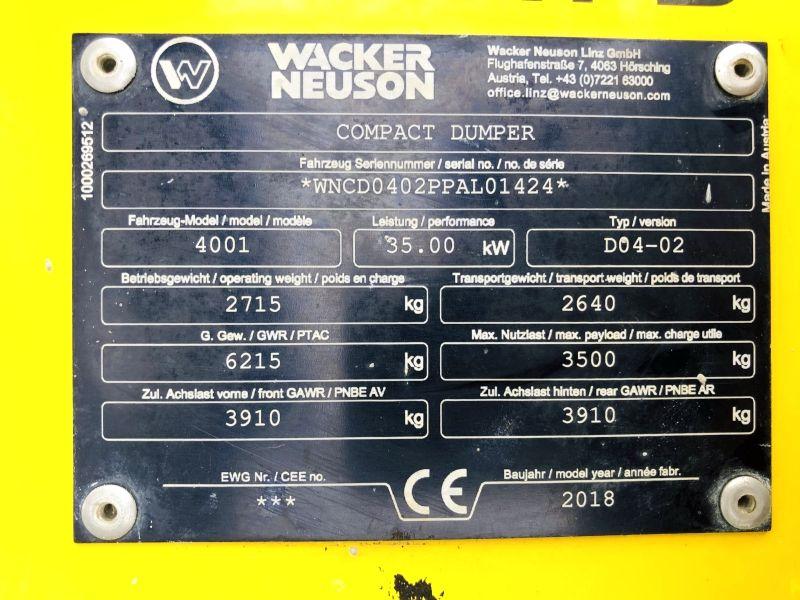 WACKER
NEUSON
Wacker Neuson Linz GmbH
Flughafenstraße 7, 4063 Hörsching
Austria, Tel. +43 (0)7221 63000
office.linz@wackerneuson.com
1000269512
Made in Austria
COMPACT DUMPER
Fahrzeug Seriennummer / serial no. / no. de série
*WNCD0402PPAL01424*
Fahrzeug-Model / model / modèle
4001
Leistung / performance
35.00 kW
Typ / version
D04-02
Betriebsgewicht / operating weight / poids en charge
2715 kg
Transportgewicht / transport weight / poids de transport
2640 kg
G. Gew. / GWR / PTAC
6215 kg
Max. Nutzlast / max. payload / max. charge utile
3500 kg
Zul. Achslast vorne / front GAWR / PNBE AV
3910 kg
Zul. Achslast hinten / rear GAWR / PNBE AR
3910 kg
EWG Nr. / CEE no.
***
CE
Baujahr / model year / année fabr.
2018